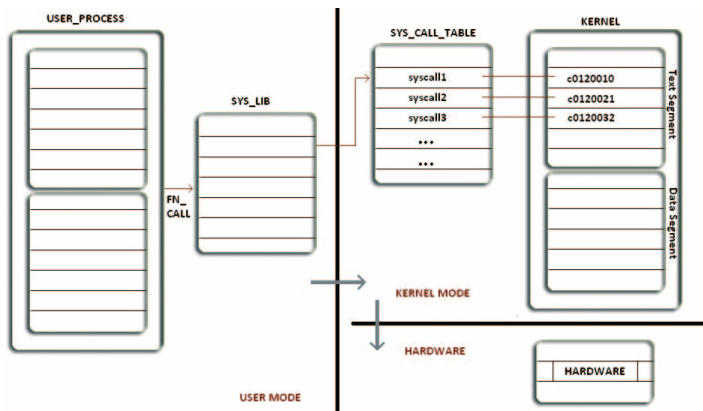 USER_PROCESS
SYS_LIB
FN_
CALL
USER MODE
SYS_CALL_TABLE
syscall1
syscall2
syscall3
...
...
KERNEL
c0120010
c0120021
c0120032
Text Segment
Data Segment
KERNEL MODE
HARDWARE
HARDWARE